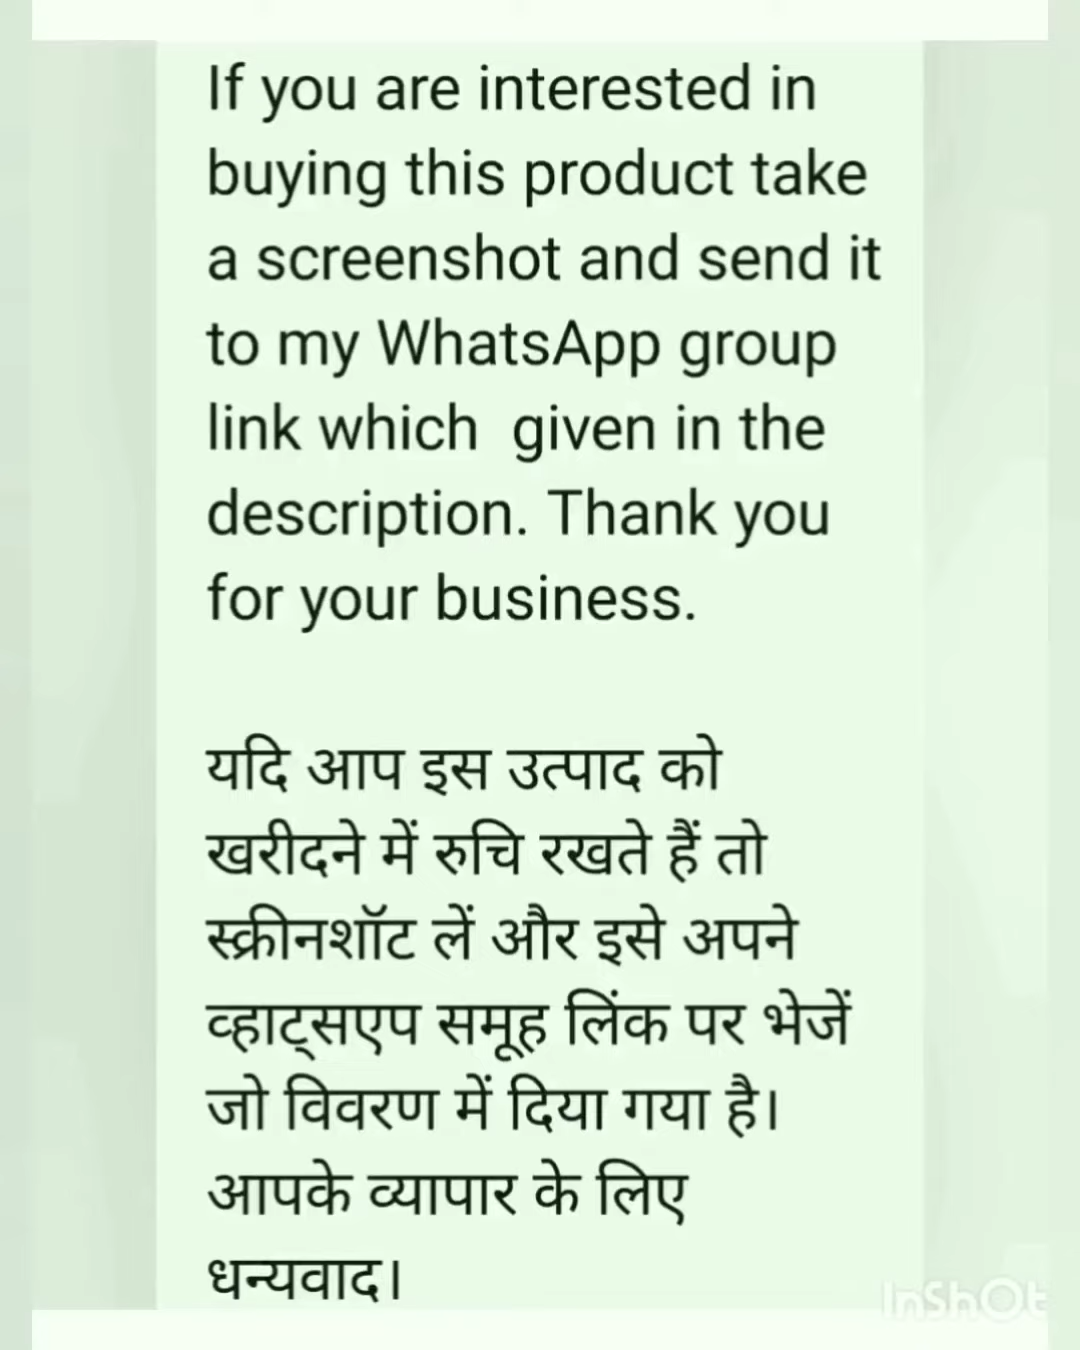 If you are interested in
buying this product take
a screenshot and send it
to my WhatsApp group
link which  given in the
description. Thank you
for your business.
यदि आप इस उत्पाद को
खरीदने में रुचि रखते हैं तो
स्क्रीनशॉट लें और इसे अपने
व्हाट्सएप समूह लिंक पर भेजें
जो विवरण में दिया गया है।
आपके व्यापार के लिए
धन्यवाद।
InShOt